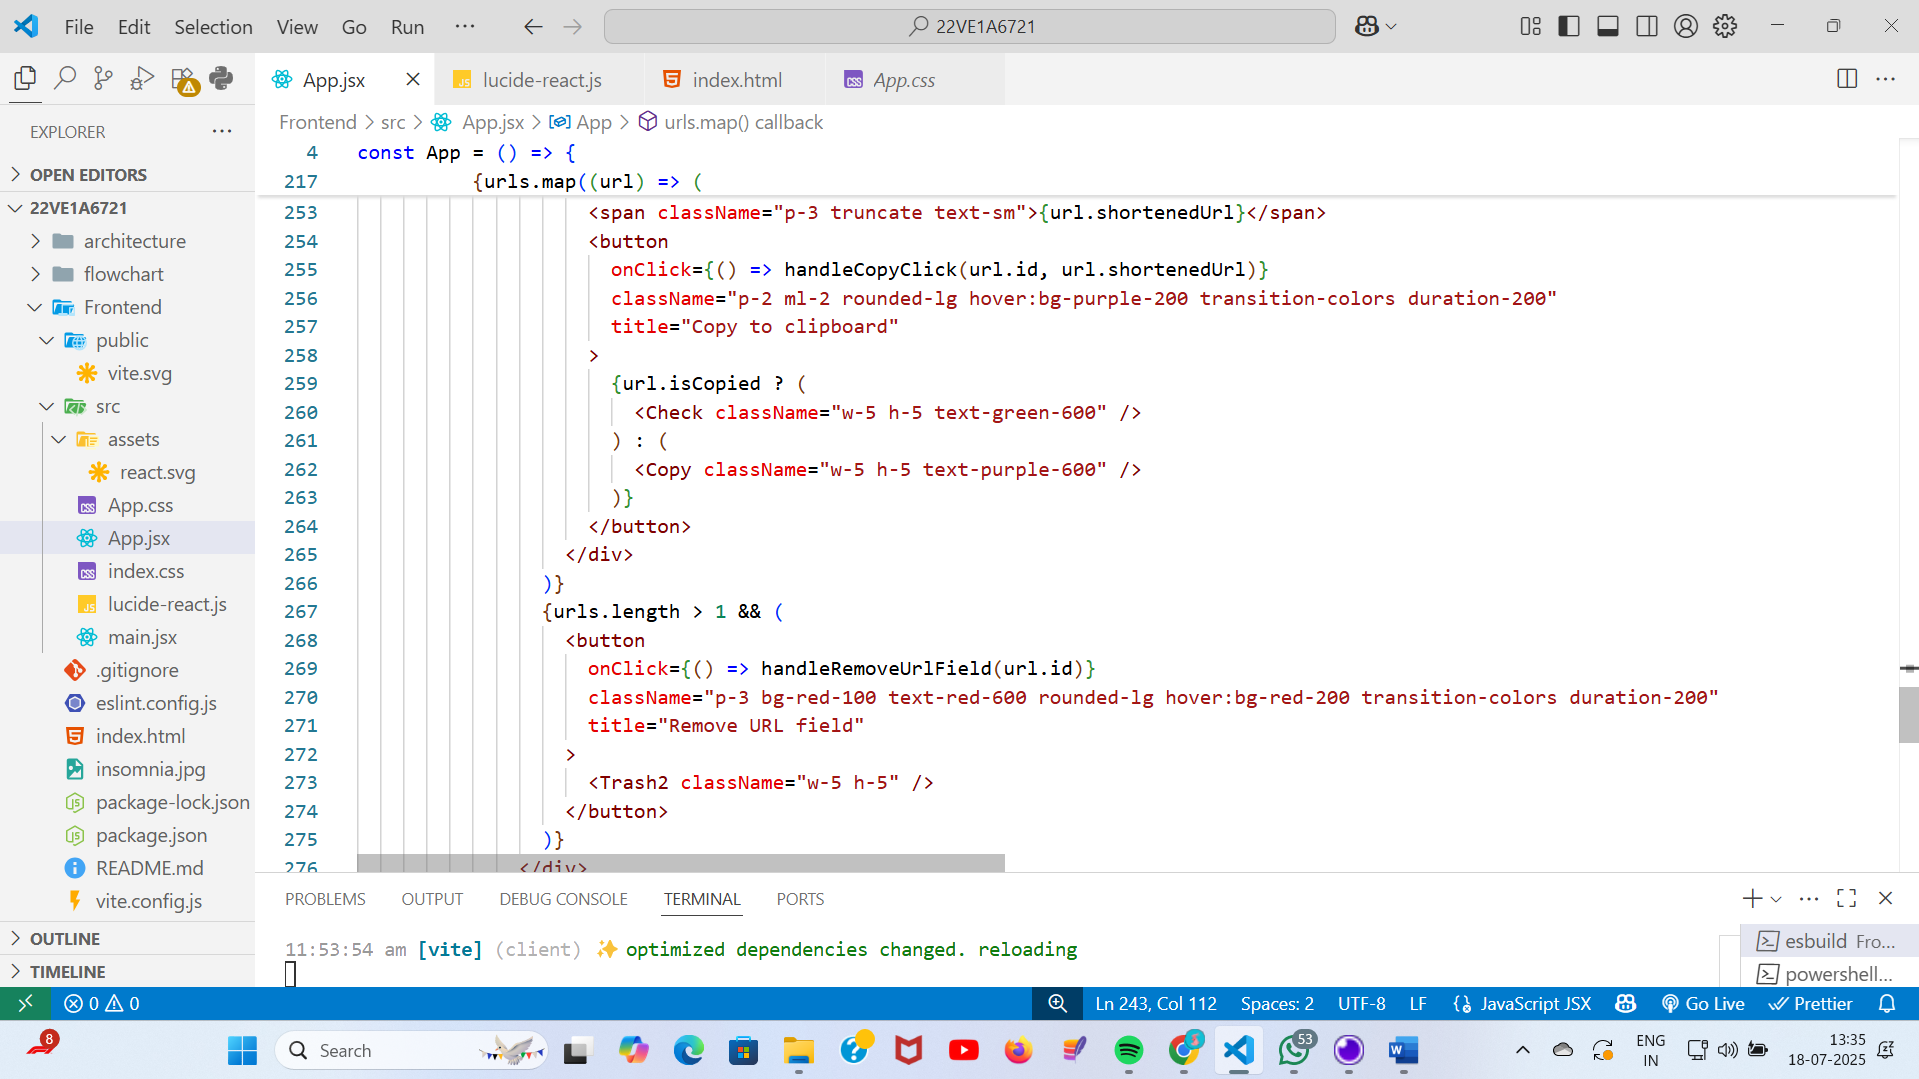 File Edit Selection View Go Run ··· 22VE1A6721
App.jsx lucide-react.js index.html App.css
EXPLORER
Frontend > src > App.jsx > App > urls.map() callback
OPEN EDITORS
22VE1A6721
architecture
flowchart
Frontend
public
vite.svg
src
assets
react.svg
App.css
App.jsx
index.css
lucide-react.js
main.jsx
.gitignore
eslint.config.js
index.html
insomnia.jpg
package-lock.json
package.json
README.md
vite.config.js
OUTLINE
TIMELINE
4 const App = () => {
217 {urls.map((url) => (
253 <span className="p-3 truncate text-sm">{url.shortenedUrl}</span>
254 <button
255 onClick={() => handleCopyClick(url.id, url.shortenedUrl)}
256 className="p-2 ml-2 rounded-lg hover:bg-purple-200 transition-colors duration-200"
257 title="Copy to clipboard"
258 >
259 {url.isCopied ? (
260 <Check className="w-5 h-5 text-green-600" />
261 ) : (
262 <Copy className="w-5 h-5 text-purple-600" />
263 )}
264 </button>
265 </div>
266 )}
267 {urls.length > 1 && (
268 <button
269 onClick={() => handleRemoveUrlField(url.id)}
270 className="p-3 bg-red-100 text-red-600 rounded-lg hover:bg-red-200 transition-colors duration-200"
271 title="Remove URL field"
272 >
273 <Trash2 className="w-5 h-5" />
274 </button>
275 )}
276 </div>
PROBLEMS OUTPUT DEBUG CONSOLE TERMINAL PORTS
11:53:54 am [vite] (client) ✨ optimized dependencies changed. reloading
esbuild Fro...
powershell...
0 0 Ln 243, Col 112 Spaces: 2 UTF-8 LF JavaScript JSX Go Live Prettier
8 Search 53 ENG IN 13:35
18-07-2025